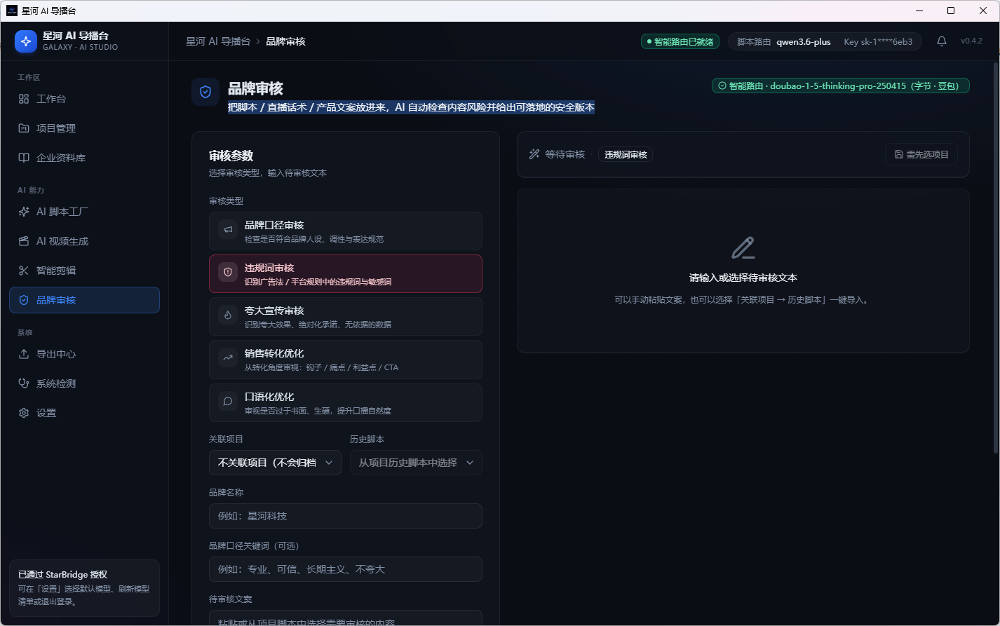 星河 AI 导播台
星河 AI 导播台
GALAXY · AI STUDIO
星河 AI 导播台 > 品牌审核
智能路由已就绪
脚本路由 qwen3.6-plus · Key sk-1****6eb3
v0.4.2
工作区
工作台
项目管理
企业资料库
AI 能力
AI 脚本工厂
AI 视频生成
智能剪辑
品牌审核
系统
导出中心
系统检测
设置
已通过 StarBridge 授权
可在「设置」选择默认模型、刷新模型
清单或退出登录。
品牌审核
把脚本 / 直播话术 / 产品文案放进来，AI 自动检查内容风险并给出可落地的安全版本
智能路由 · doubao-1-5-thinking-pro-250415（字节 · 豆包）
审核参数
选择审核类型，输入待审核文本
审核类型
品牌口径审核
检查是否符合品牌人设、调性与表达规范
违规词审核
识别广告法 / 平台规则中的违规词与敏感词
夸大宣传审核
识别夸大效果、绝对化承诺、无依据的数据
销售转化优化
从转化角度审视：钩子 / 痛点 / 利益点 / CTA
口语化优化
审视是否过于书面、生硬，提升口播自然度
关联项目
历史脚本
不关联项目（不会归档
从项目历史脚本中选择
品牌名称
例如：星河科技
品牌口径关键词（可选）
例如：专业、可信、长期主义、不夸大
待审核文案
粘贴或从项目脚本中选择需要审核的内容
等待审核 · 违规词审核
需先选项目
请输入或选择待审核文本
可以手动粘贴文案，也可以选择「关联项目 → 历史脚本」一键导入。